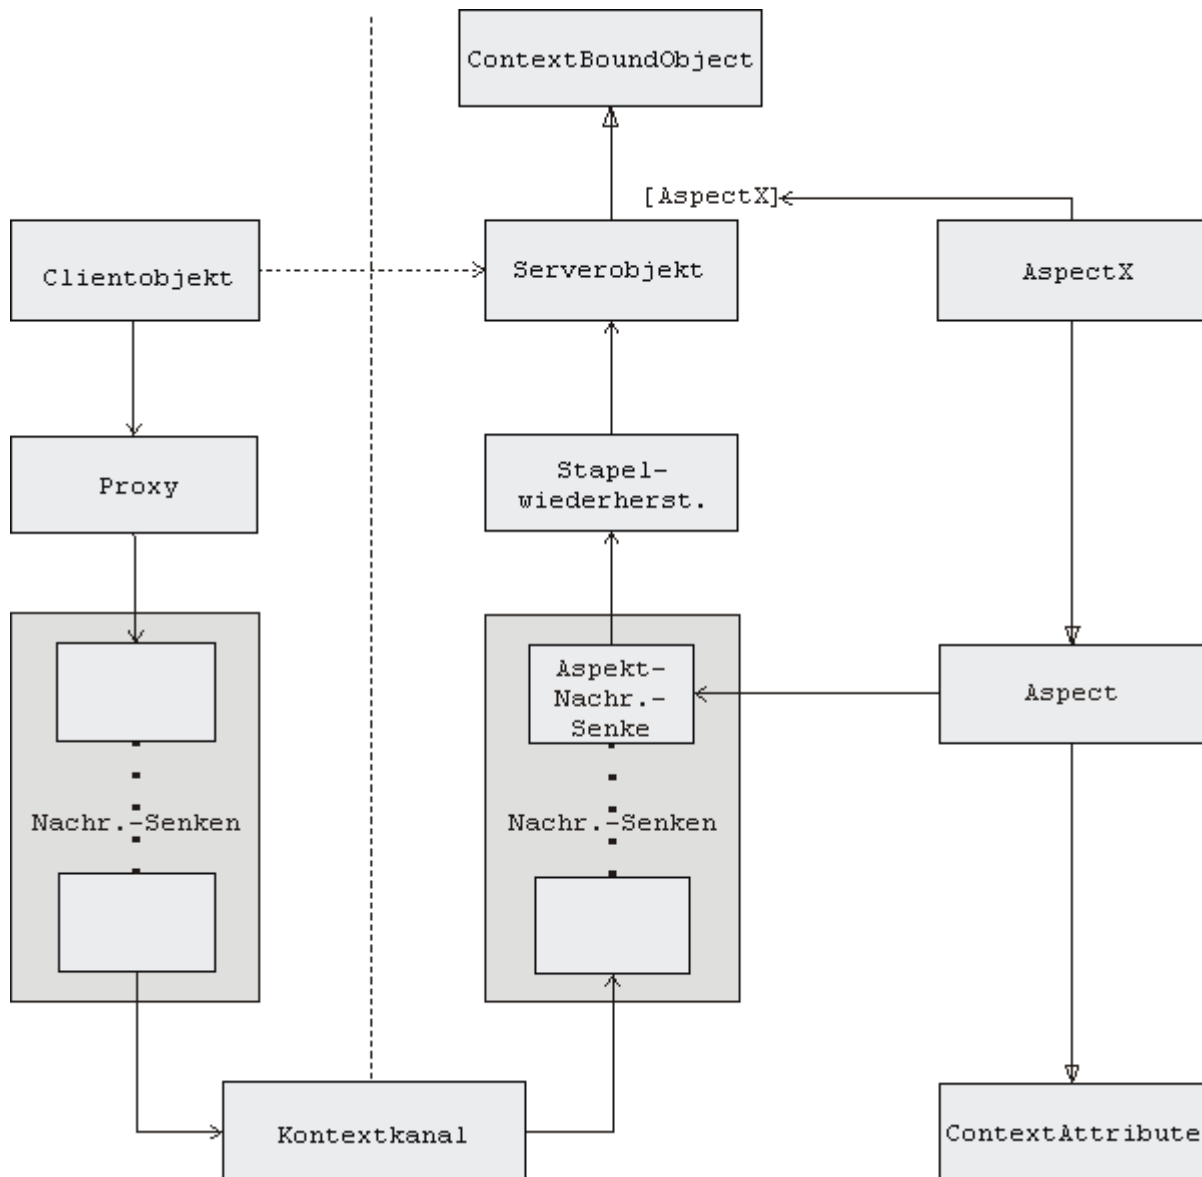 ContextBoundObject
[AspectX]
Clientobjekt
Serverobjekt
AspectX
Proxy
Stapel-
wiederherst.
Aspekt-
Nachr.-
Senke
Aspect
Nachr.-Senken
Nachr.-Senken
Kontextkanal
ContextAttribute